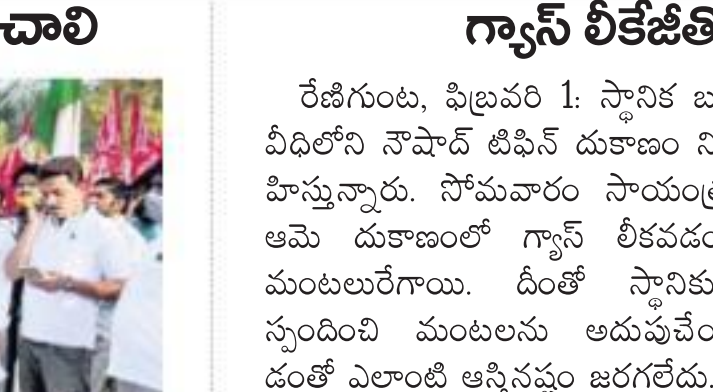 చాలి
గ్యాస్ లీకేజీతో
రేణిగుంట, ఫిబ్రవరి 1: స్థానిక బ
వీధిలోని నౌషాద్ టిఫిన్ దుకాణం ని
హిస్తున్నారు. సోమవారం సాయంత్ర
ఆమె దుకాణంలో గ్యాస్ లీకవడం
మంటలురేగాయి. దీంతో స్థానికు
స్పందించి మంటలను అదుపుచేం
డంతో ఎలాంటి ఆస్తినష్టం జరగలేదు.